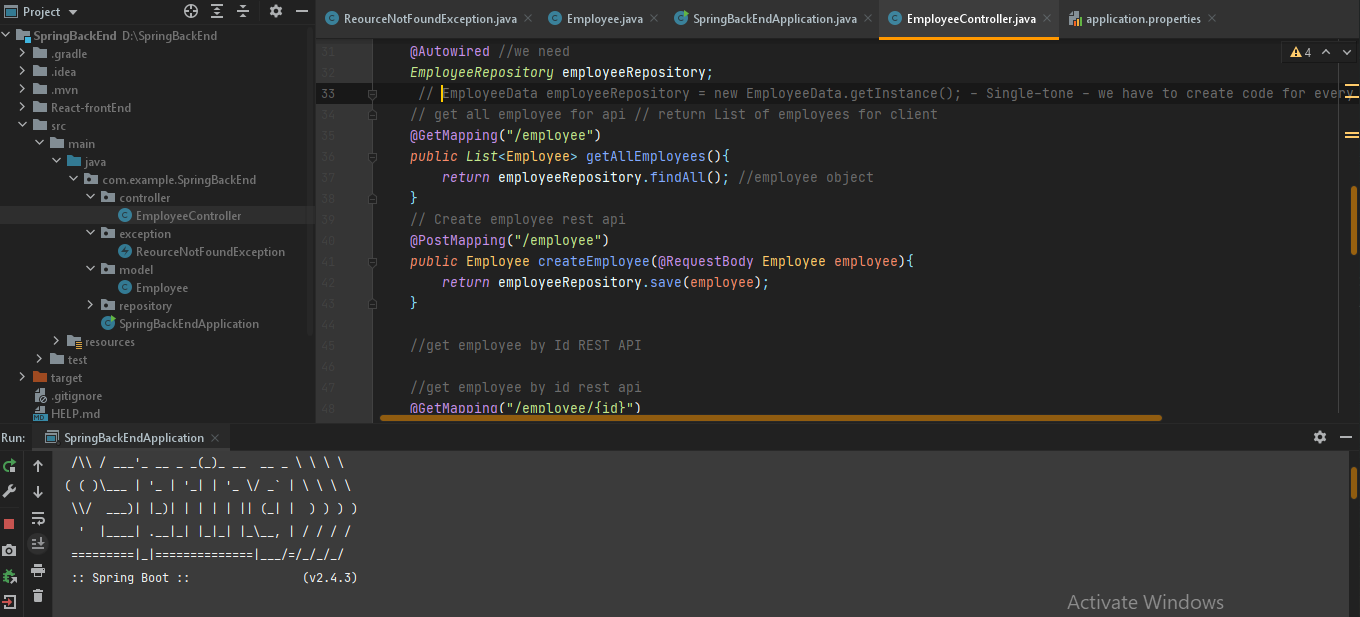 Project
SpringBackEnd D:\SpringBackEnd
.gradle
.idea
.mvn
React-frontEnd
src
main
java
com.example.SpringBackEnd
controller
EmployeeController
exception
ReourceNotFoundException
model
Employee
repository
SpringBackEndApplication
resources
test
target
.gitignore
HELP.md
ReourceNotFoundException.java
Employee.java
SpringBackEndApplication.java
EmployeeController.java
application.properties
4
31 @Autowired //we need
32 EmployeeRepository employeeRepository;
33 // EmployeeData employeeRepository = new EmployeeData.getInstance(); - Single-tone - we have to create code for every
34 // get all employee for api // return List of employees for client
35 @GetMapping("/employee")
36 public List<Employee> getAllEmployees(){
37 return employeeRepository.findAll(); //employee object
38 }
39 // Create employee rest api
40 @PostMapping("/employee")
41 public Employee createEmployee(@RequestBody Employee employee){
42 return employeeRepository.save(employee);
43 }
44
45 //get employee by Id REST API
46
47 //get employee by id rest api
48 @GetMapping("/employee/{id}")
Run: SpringBackEndApplication
 /\\ / ___'_ __ _ _(_)_ __  __ _ \ \ \ \
( ( )\___ | '_ | '_| | '_ \/ _` | \ \ \ \
 \\/  ___)| |_)| | | | | || (_| |  ) ) ) )
  '  |____| .__|_| |_|_| |_\__, | / / / /
 =========|_|==============|___/=/_/_/_/
 :: Spring Boot ::                (v2.4.3)
Activate Windows